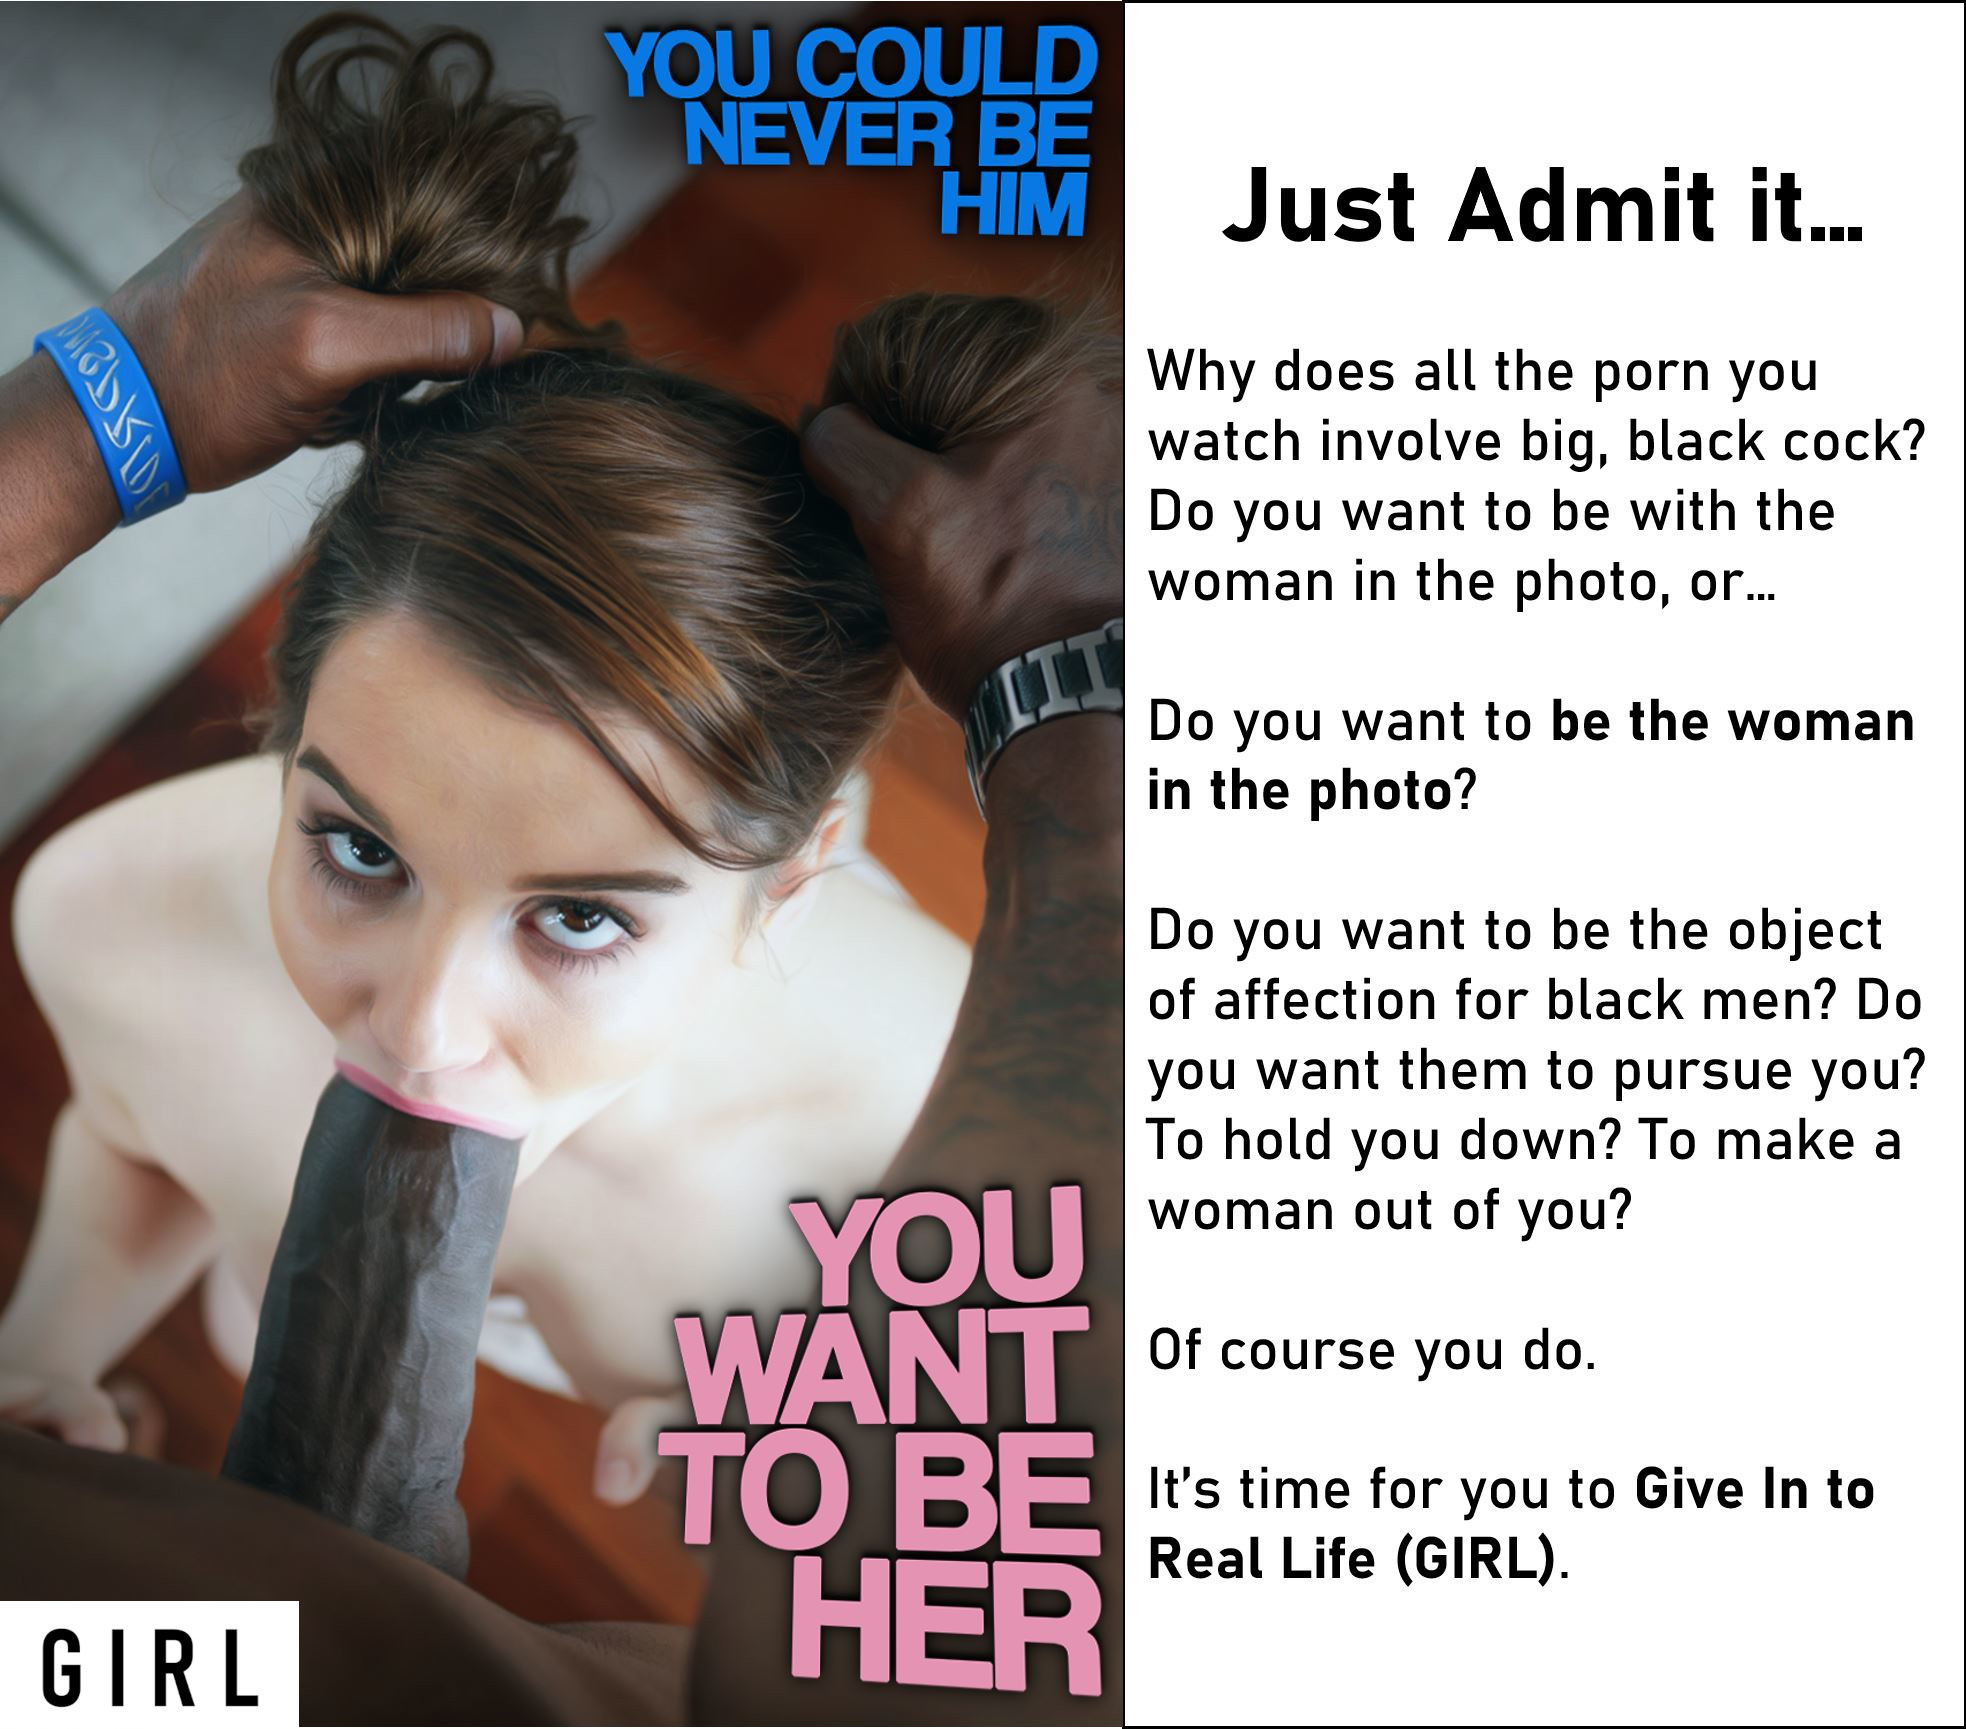 YOU COULD
NEVER BE
HIM
YOU
WANT
TO BE
HER
GIRL
Just Admit it...
Why does all the porn you
watch involve big, black cock?
Do you want to be with the
woman in the photo, or...
Do you want to be the woman
in the photo?
Do you want to be the object
of affection for black men? Do
you want them to pursue you?
To hold you down? To make a
woman out of you?
Of course you do.
It's time for you to Give In to
Real Life (GIRL).